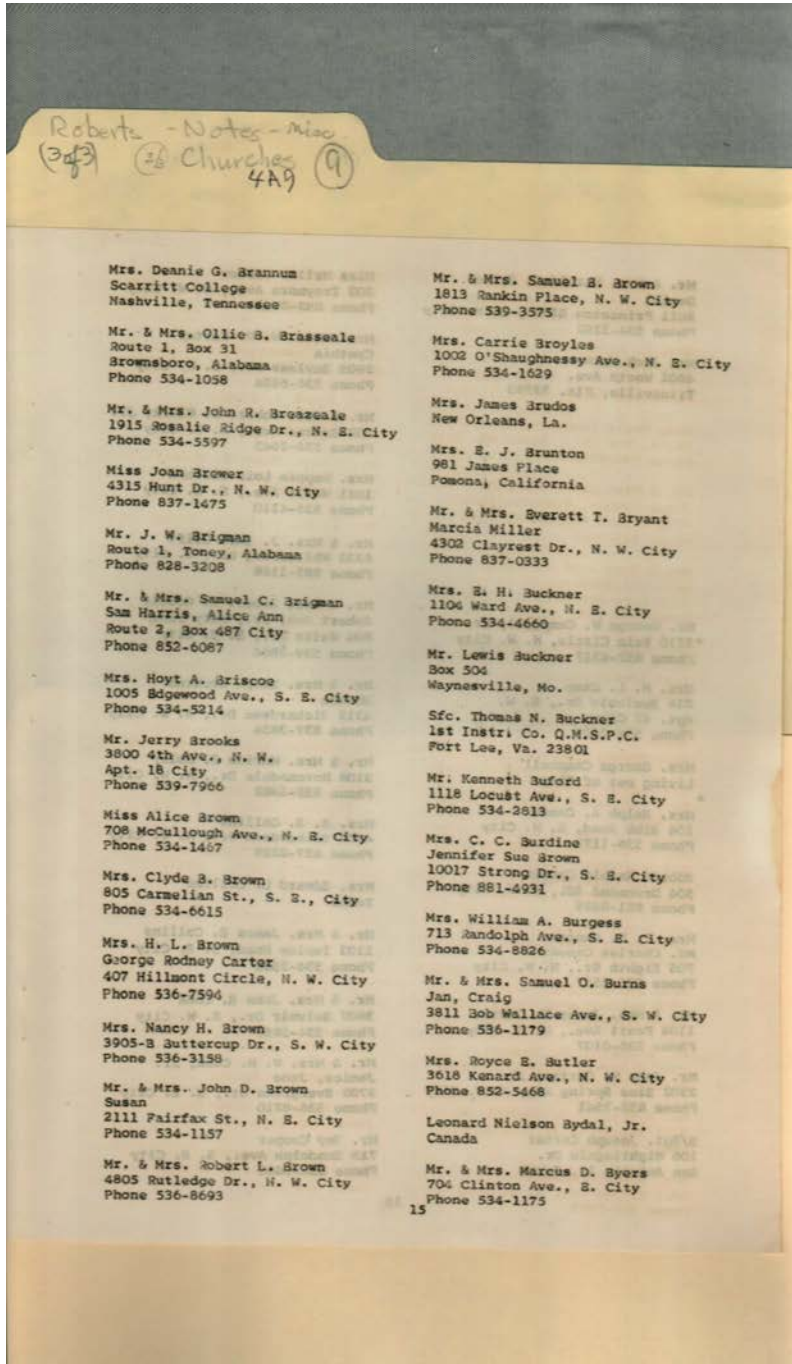 Roberts - Notes - misc
(3 of 3) Churches 9
4A9
Mrs. Deanie G. Brannum
Scarritt College
Nashville, Tennessee
Mr. & Mrs. Ollie B. Brasseale
Route 1, Box 31
Brownsboro, Alabama
Phone 534-1058
Mr. & Mrs. John R. Breazeale
1915 Rosalie Ridge Dr., N. E. City
Phone 534-5597
Miss Joan Brewer
4315 Hunt Dr., N. W. City
Phone 837-1475
Mr. J. W. Brigman
Route 1, Toney, Alabama
Phone 828-3208
Mr. & Mrs. Samuel C. Brigman
Sam Harris, Alice Ann
Route 2, Box 487 City
Phone 852-6087
Mrs. Hoyt A. Briscoe
1005 Edgewood Ave., S. E. City
Phone 534-5214
Mr. Jerry Brooks
3800 4th Ave., N. W.
Apt. 18 City
Phone 539-7966
Miss Alice Brown
708 McCullough Ave., N. E. City
Phone 534-1467
Mrs. Clyde B. Brown
805 Carmelian St., S. E., City
Phone 534-6615
Mrs. H. L. Brown
George Rodney Carter
407 Hillmont Circle, N. W. City
Phone 536-7594
Mrs. Nancy H. Brown
3905-B Buttercup Dr., S. W. City
Phone 536-3158
Mr. & Mrs. John D. Brown
Susan
2111 Fairfax St., N. E. City
Phone 534-1157
Mr. & Mrs. Robert L. Brown
4805 Rutledge Dr., N. W. City
Phone 536-8693
Mr. & Mrs. Samuel B. Brown
1813 Rankin Place, N. W. City
Phone 539-3575
Mrs. Carrie Broyles
1002 O'Shaughnessy Ave., N. E. City
Phone 534-1629
Mrs. James Brudos
New Orleans, La.
Mrs. E. J. Brunton
981 James Place
Pomona, California
Mr. & Mrs. Everett T. Bryant
Marcia Miller
4302 Clayrest Dr., N. W. City
Phone 837-0333
Mrs. E. H. Buckner
1104 Ward Ave., N. E. City
Phone 534-4660
Mr. Lewis Buckner
Box 504
Waynesville, Mo.
Sfc. Thomas N. Buckner
1st Instr. Co. Q.M.S.P.C.
Fort Lee, Va. 23801
Mr. Kenneth Buford
1118 Locust Ave., S. E. City
Phone 534-2813
Mrs. C. C. Burdine
Jennifer Sue Brown
10017 Strong Dr., S. E. City
Phone 881-4931
Mrs. William A. Burgess
713 Randolph Ave., S. E. City
Phone 534-8826
Mr. & Mrs. Samuel O. Burns
Jan, Craig
3811 Bob Wallace Ave., S. W. City
Phone 536-1179
Mrs. Royce E. Butler
3618 Kenard Ave., N. W. City
Phone 852-5468
Leonard Nielson Bydal, Jr.
Canada
Mr. & Mrs. Marcus D. Byers
704 Clinton Ave., E. City
Phone 534-1175
15